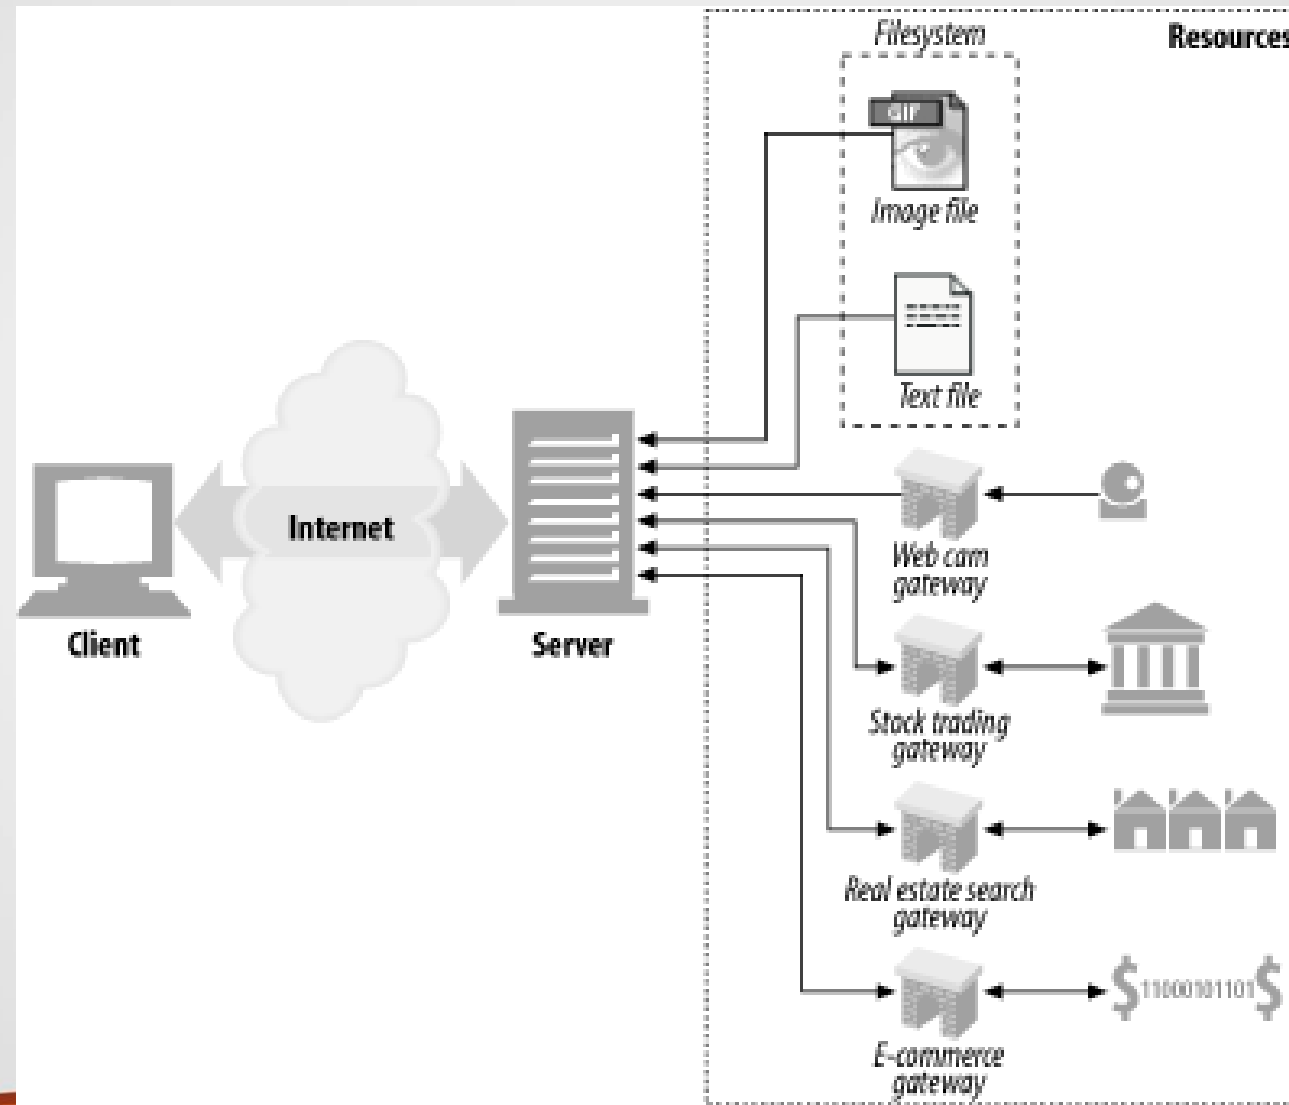 Filesystem
Resources
GIF
Image file
Text file
Internet
Client
Server
Web cam
gateway
Stock trading
gateway
Real estate search
gateway
$11000101101$
E-commerce
gateway